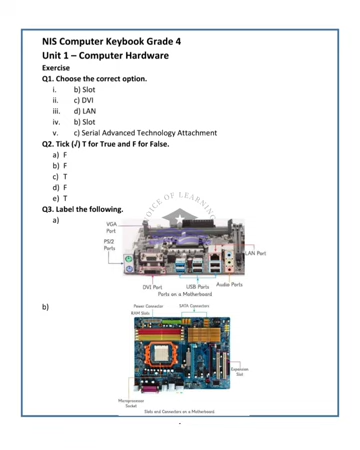 NIS Computer Keybook Grade 4
Unit 1 – Computer Hardware
Exercise
Q1. Choose the correct option.
i. b) Slot
ii. c) DVI
iii. d) LAN
iv. b) Slot
v. c) Serial Advanced Technology Attachment
Q2. Tick (√) T for True and F for False.
a) F
b) F
c) T
d) F
e) T
OICE OF LEARNING
Q3. Label the following.
a)
VGA
Port
PS/2
Ports
LAN Port
DVI Port
USB Ports
Audio Ports
Ports on a Motherboard
b)
Power Connector
SATA Connectors
RAM Slots
Expansion
Slot
Microprocessor
Socket
Slots and Connectors on a Motherboard